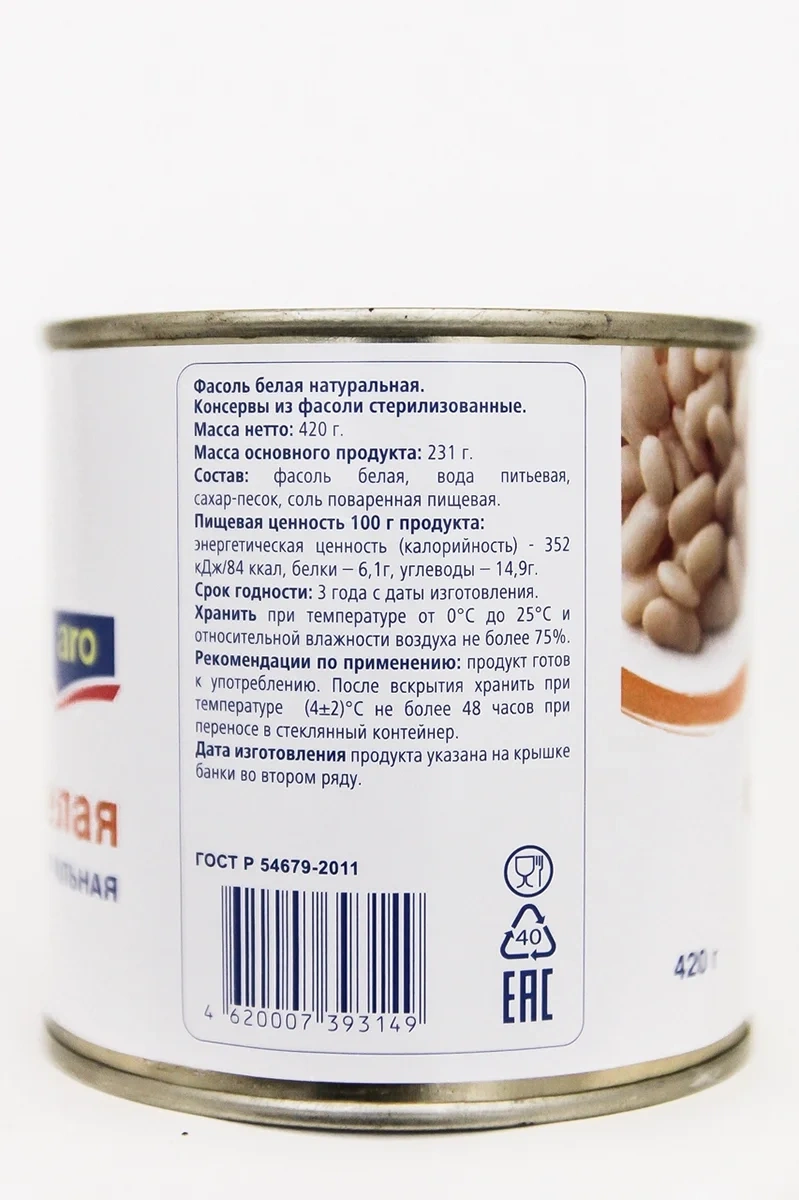 Фасоль белая натуральная.
Консервы из фасоли стерилизованные.
Масса нетто: 420 г.
Масса основного продукта: 231 г.
Состав: фасоль белая, вода питьевая,
сахар-песок, соль поваренная пищевая.
Пищевая ценность 100 г продукта:
энергетическая ценность (калорийность) - 352
кДж/84 ккал, белки – 6,1г, углеводы – 14,9г.
Срок годности: 3 года с даты изготовления.
Хранить при температуре от 0°С до 25°С и
относительной влажности воздуха не более 75%.
Рекомендации по применению: продукт готов
к употреблению. После вскрытия хранить при
температуре (4±2)°С не более 48 часов при
переносе в стеклянный контейнер.
Дата изготовления продукта указана на крышке
банки во втором ряду.
ГОСТ Р 54679-2011
4 620007 393149
40
EAC
aro
420 г